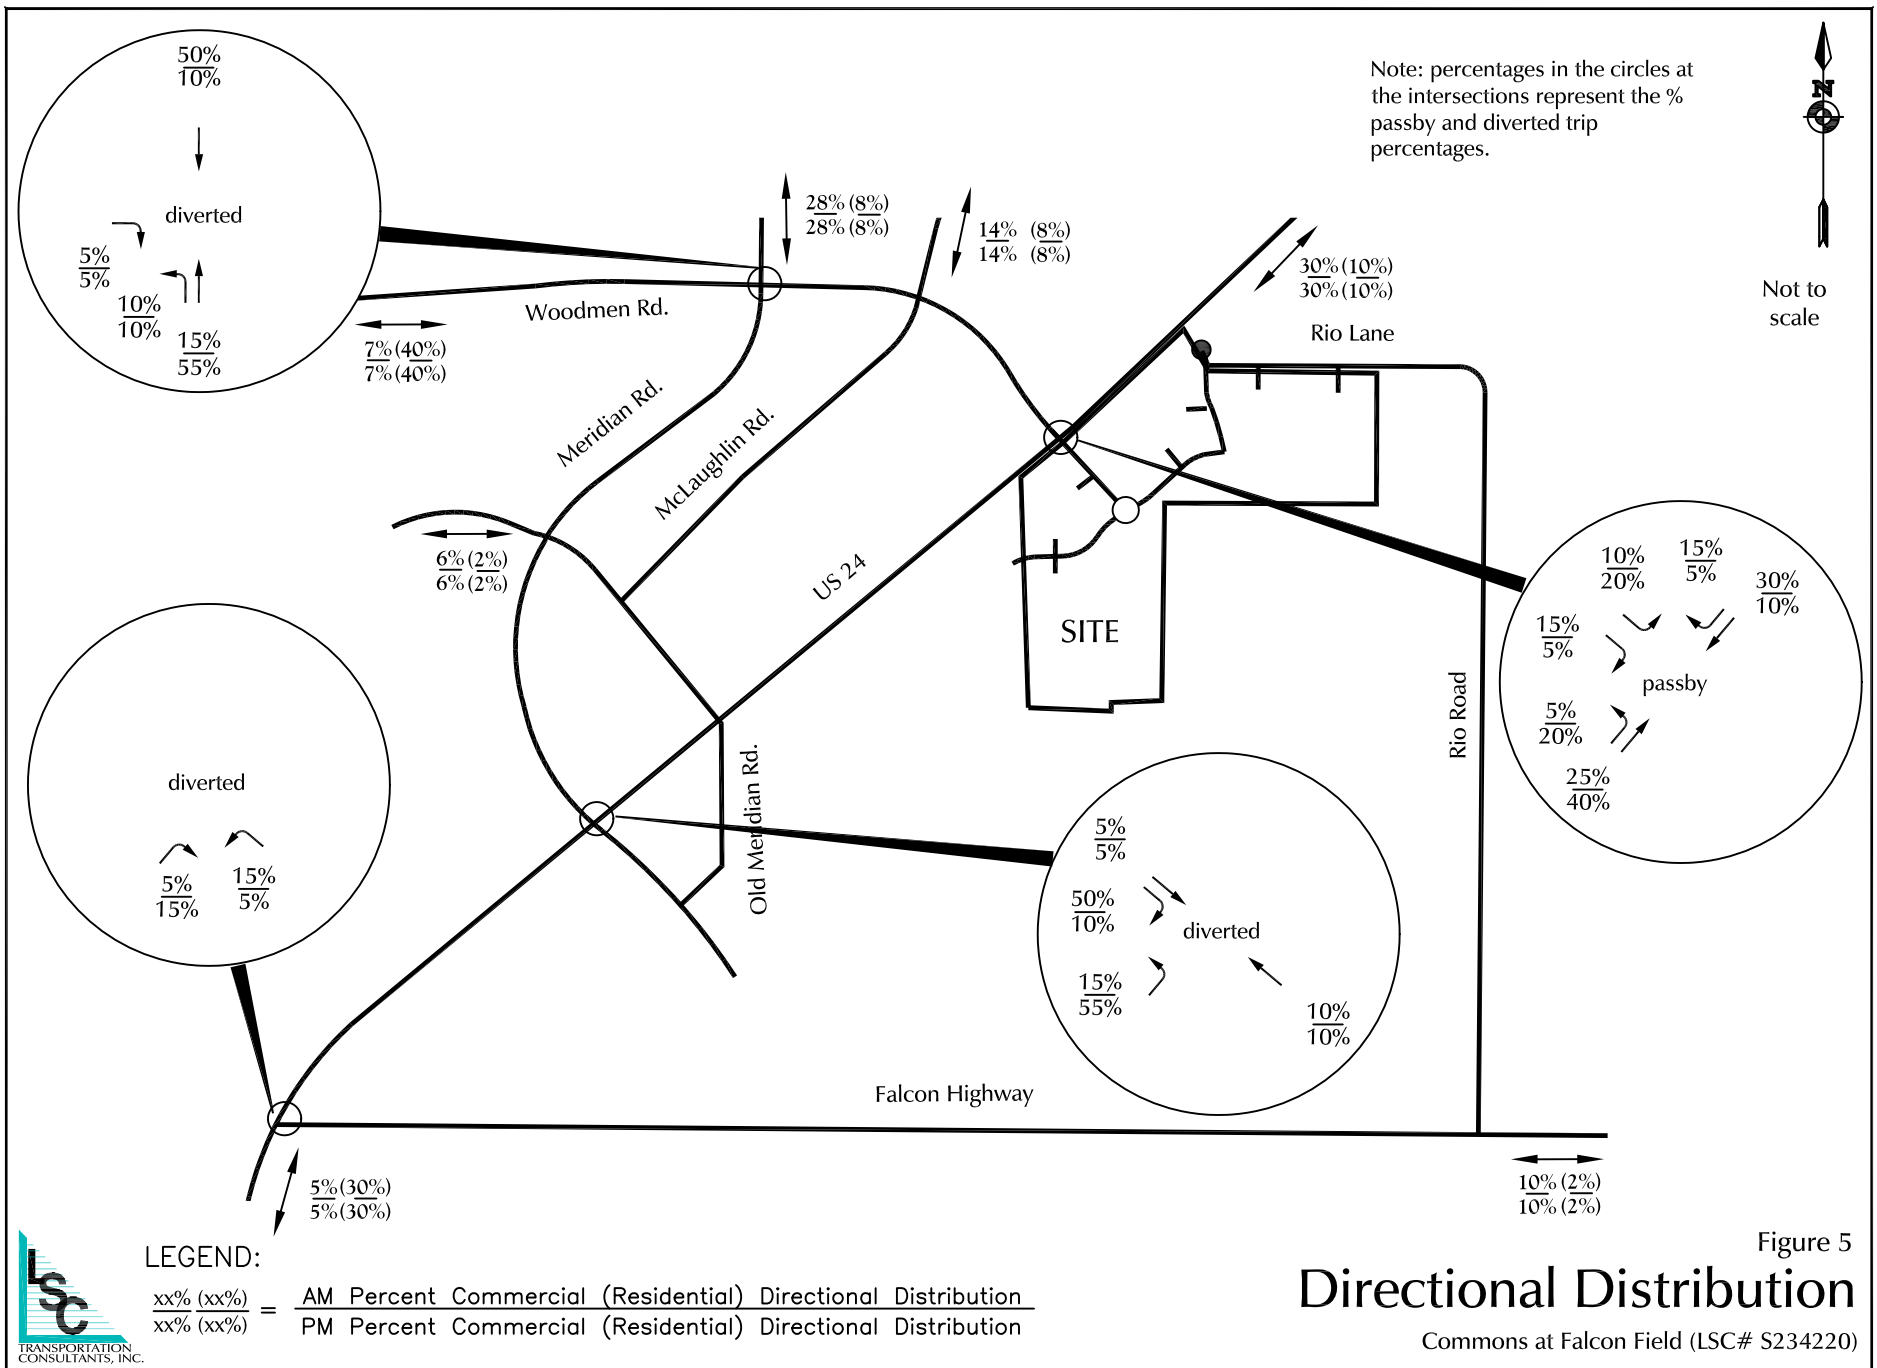 50%
10%
diverted
5%
5%
10%
10%
15%
55%
Note: percentages in the circles at
the intersections represent the %
passby and diverted trip
percentages.
N
Not to
scale
28% (8%)
28% (8%)
14% (8%)
14% (8%)
30% (10%)
30% (10%)
Woodmen Rd.
7% (40%)
7% (40%)
Rio Lane
Meridian Rd.
McLaughlin Rd.
6% (2%)
6% (2%)
US 24
SITE
Rio Road
10%
20%
15%
5%
30%
10%
15%
5%
passby
5%
20%
25%
40%
diverted
5%
15%
15%
5%
Old Meridian Rd.
5%
5%
50%
10%
diverted
15%
55%
10%
10%
Falcon Highway
5% (30%)
5% (30%)
10% (2%)
10% (2%)
LSC
TRANSPORTATION
CONSULTANTS, INC.
LEGEND:
xx% (xx%)
xx% (xx%)
=
AM Percent Commercial (Residential) Directional Distribution
PM Percent Commercial (Residential) Directional Distribution
Figure 5
Directional Distribution
Commons at Falcon Field (LSC# S234220)